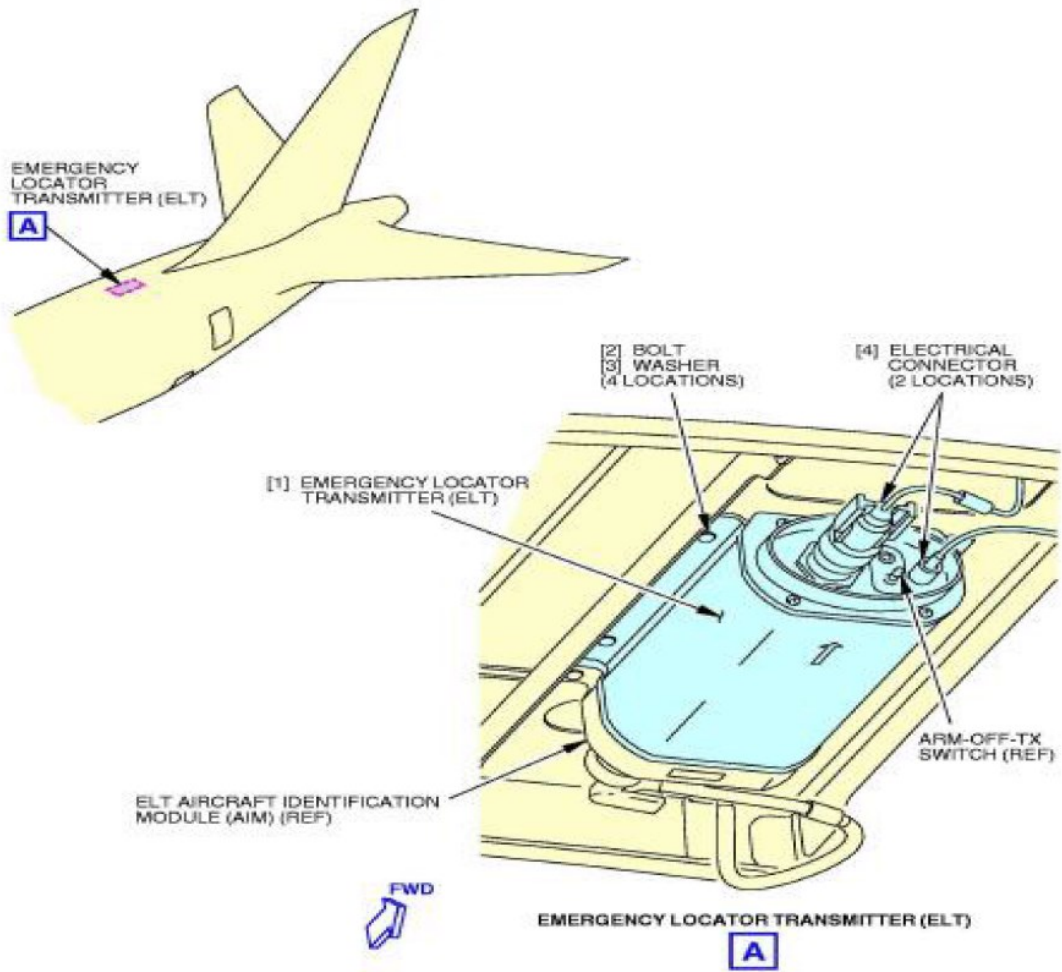 EMERGENCY
LOCATOR
TRANSMITTER (ELT)
A
[2] BOLT
[3] WASHER
(4 LOCATIONS)
[4] ELECTRICAL
CONNECTOR
(2 LOCATIONS)
[1] EMERGENCY LOCATOR
TRANSMITTER (ELT)
ARM-OFF-TX
SWITCH (REF)
ELT AIRCRAFT IDENTIFICATION
MODULE (AIM) (REF)
FWD
EMERGENCY LOCATOR TRANSMITTER (ELT)
A